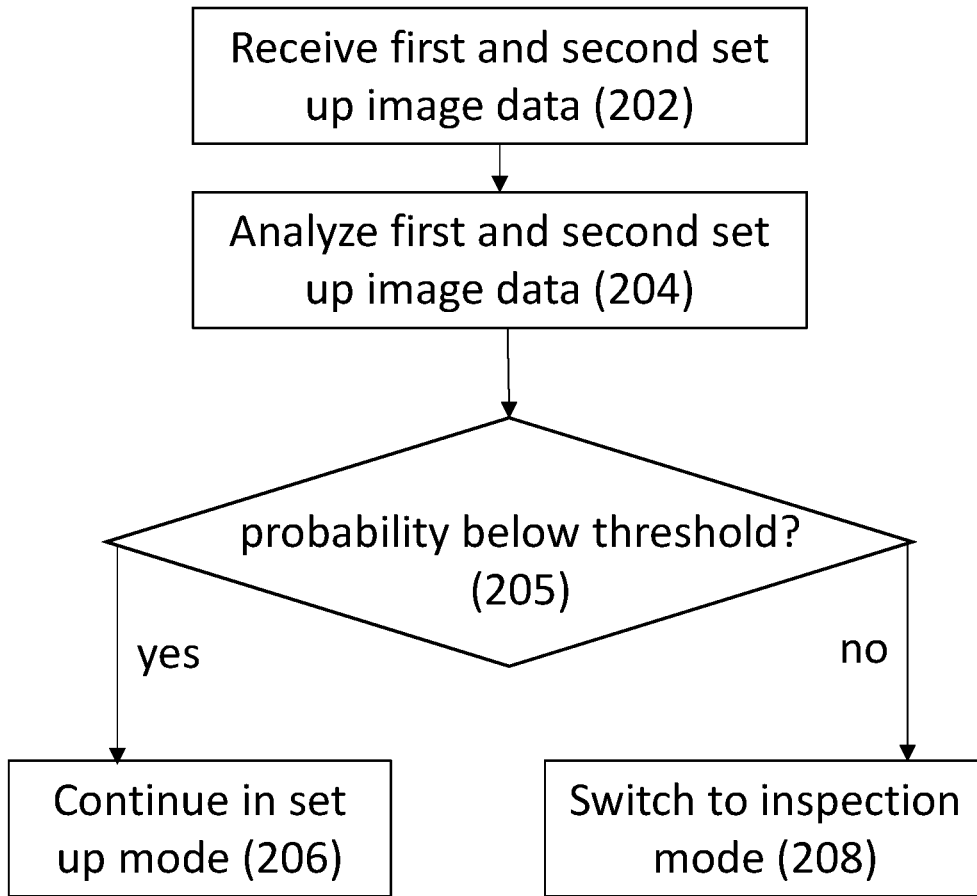 Receive first and second set
up image data (202)
Analyze first and second set
up image data (204)
probability below threshold?
(205)
yes
no
Continue in set
up mode (206)
Switch to inspection
mode (208)